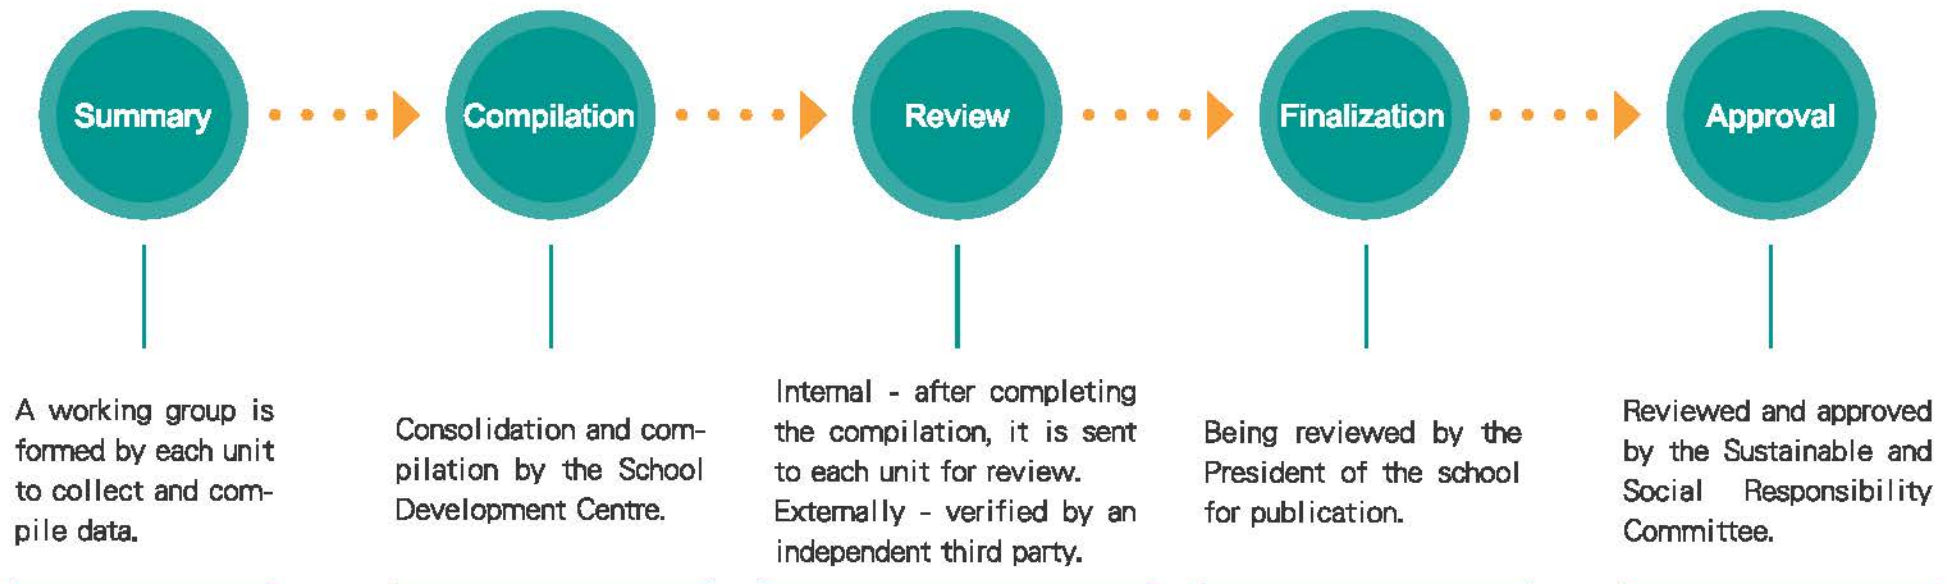 Summary
Compilation
Review
Finalization
Approval
A working group is
formed by each unit
to collect and com-
pile data.
Consolidation and com-
pilation by the School
Development Centre.
Internal - after completing
the compilation, it is sent
to each unit for review.
Externally - verified by an
independent third party.
Being reviewed by the
President of the school
for publication.
Reviewed and approved
by the Sustainable and
Social Responsibility
Committee.